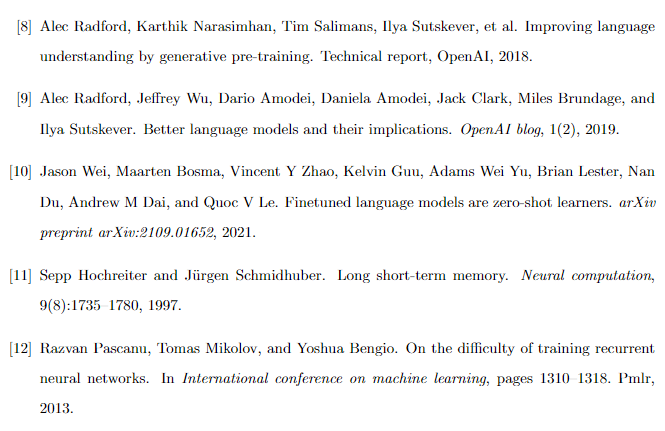 [8] Alec Radford, Karthik Narasimhan, Tim Salimans, Ilya Sutskever, et al. Improving language
understanding by generative pre-training. Technical report, OpenAI, 2018.
[9] Alec Radford, Jeffrey Wu, Dario Amodei, Daniela Amodei, Jack Clark, Miles Brundage, and
Ilya Sutskever. Better language models and their implications. OpenAI blog, 1(2), 2019.
[10] Jason Wei, Maarten Bosma, Vincent Y Zhao, Kelvin Guu, Adams Wei Yu, Brian Lester, Nan
Du, Andrew M Dai, and Quoc V Le. Finetuned language models are zero-shot learners. arXiv
preprint arXiv:2109.01652, 2021.
[11] Sepp Hochreiter and Jürgen Schmidhuber. Long short-term memory. Neural computation,
9(8):1735–1780, 1997.
[12] Razvan Pascanu, Tomas Mikolov, and Yoshua Bengio. On the difficulty of training recurrent
neural networks. In International conference on machine learning, pages 1310–1318. Pmlr,
2013.